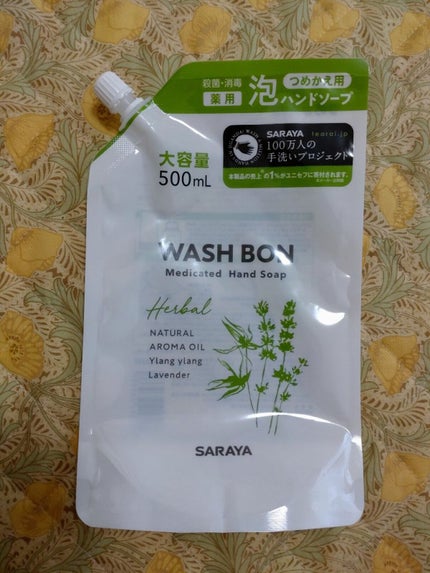 殺菌・消毒
薬用
泡
つめかえ用
ハンドソープ
大容量
500mL
SARAYA tearai.jp
100万人の
手洗いプロジェクト
本製品の売上の1%がユニセフに寄付されます。
WASH BON
Medicated Hand Soap
Herbal
NATURAL
AROMA OIL
Ylang ylang
Lavender
SARAYA